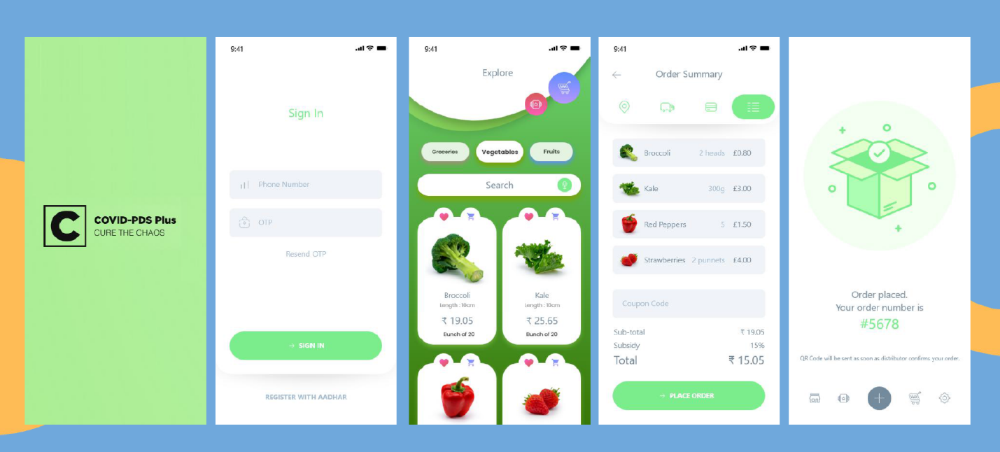 C
COVID-PDS Plus
CURE THE CHAOS
9:41
Sign In
Phone Number
OTP
Resend OTP
→ SIGN IN
REGISTER WITH AADHAR
9:41
Explore
Groceries
Vegetables
Fruits
Search
Broccoli
Length : 10cm
₹ 19.05
Bunch of 20
Kale
Length : 10cm
₹ 25.65
Bunch of 20
9:41
Order Summary
Broccoli 2 heads £0.80
Kale 300g £3.00
Red Peppers 5 £1.50
Strawberries 2 punnets £4.00
Coupon Code
Sub-total ₹ 19.05
Subsidy 15%
Total ₹ 15.05
→ PLACE ORDER
Order placed.
Your order number is
#5678
QR Code will be sent as soon as distributor confirms your order.